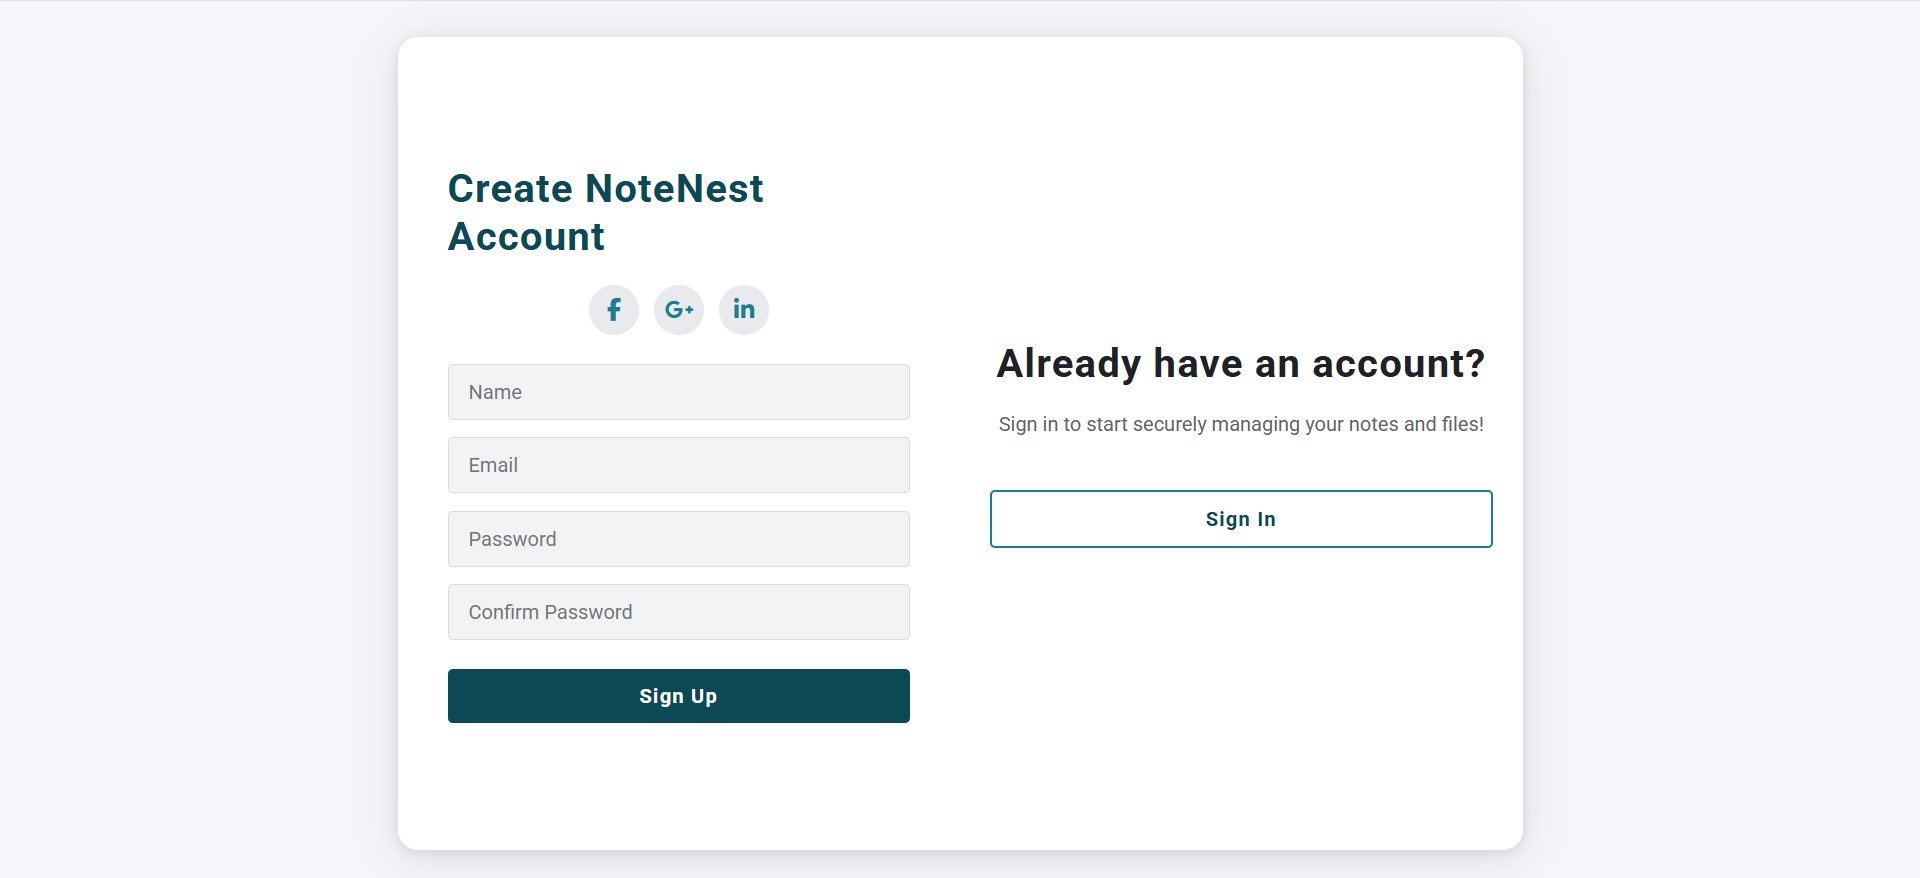 Create NoteNest
Account
f G+ in
Name
Email
Password
Confirm Password
Sign Up
Already have an account?
Sign in to start securely managing your notes and files!
Sign In